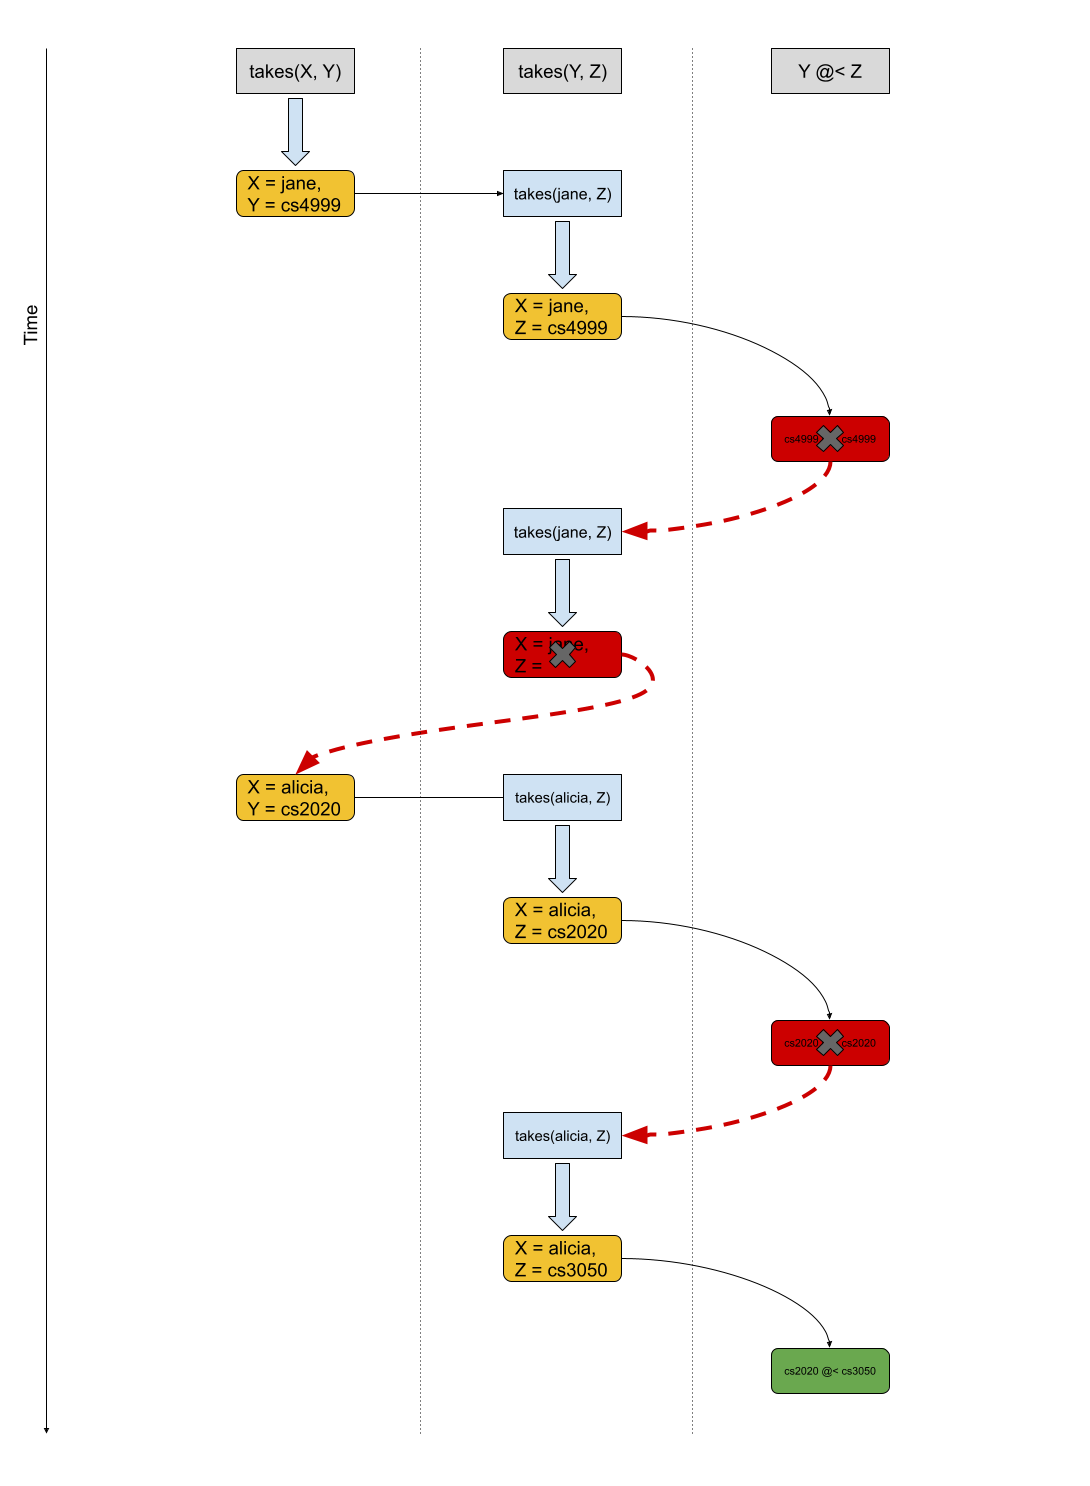 takes(X, Y)
takes(Y, Z)
Y @< Z
X = jane,
Y = cs4999
takes(jane, Z)
Time
X = jane,
Z = cs4999
cs4999 cs4999
takes(jane, Z)
X = jane,
Z =
X = alicia,
Y = cs2020
takes(alicia, Z)
X = alicia,
Z = cs2020
cs2020 cs2020
takes(alicia, Z)
X = alicia,
Z = cs3050
cs2020 @< cs3050